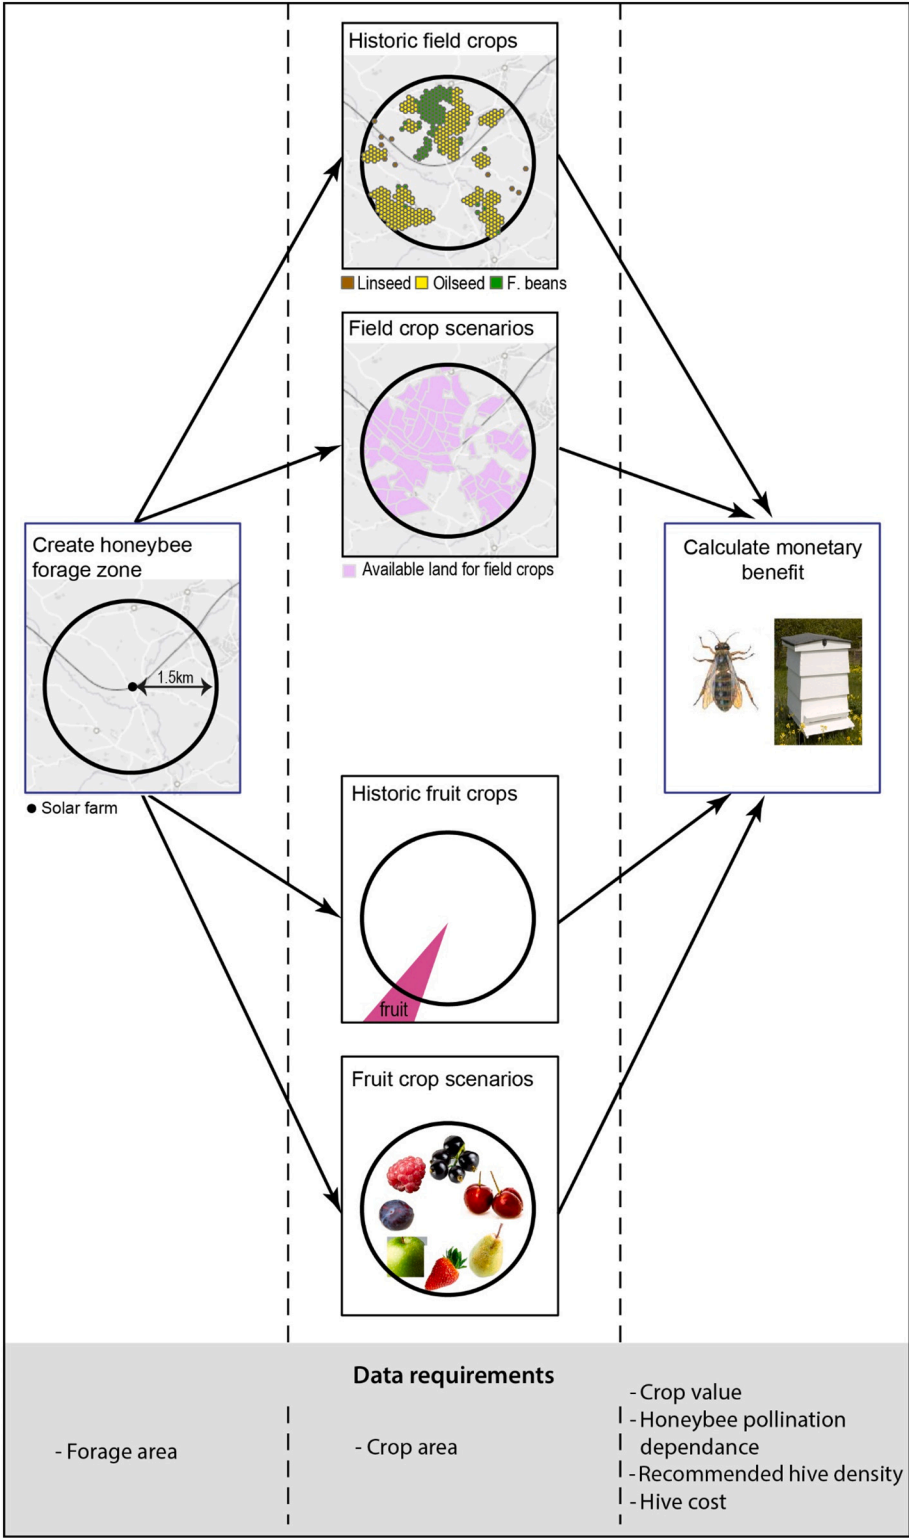 Historic field crops
Linseed Oilseed F. beans
Field crop scenarios
Available land for field crops
Create honeybee
forage zone
1.5km
Solar farm
Calculate monetary
benefit
Historic fruit crops
fruit
Fruit crop scenarios
Data requirements
- Forage area
- Crop area
- Crop value
- Honeybee pollination
dependance
- Recommended hive density
- Hive cost